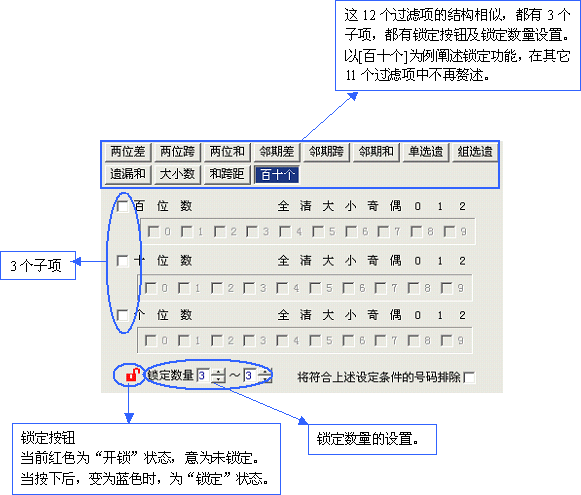 这12个过滤项的结构相似，都有3个
子项，都有锁定按钮及锁定数量设置。
以[百十个]为例阐述锁定功能，在其它
11个过滤项中不再赘述。
两位差 两位跨 两位和 邻期差 邻期跨 邻期和 单选遗 组选遗
遗漏和 大小数 和跨距 百十个
百 位 数 全 清 大 小 奇 偶 0 1 2
0 1 2 3 4 5 6 7 8 9
3个子项
十 位 数 全 清 大 小 奇 偶 0 1 2
0 1 2 3 4 5 6 7 8 9
个 位 数 全 清 大 小 奇 偶 0 1 2
0 1 2 3 4 5 6 7 8 9
锁定数量 3 ～ 3 将符合上述设定条件的号码排除
锁定按钮
当前红色为“开锁”状态，意为未锁定。
当按下后，变为蓝色时，为“锁定”状态。
锁定数量的设置。